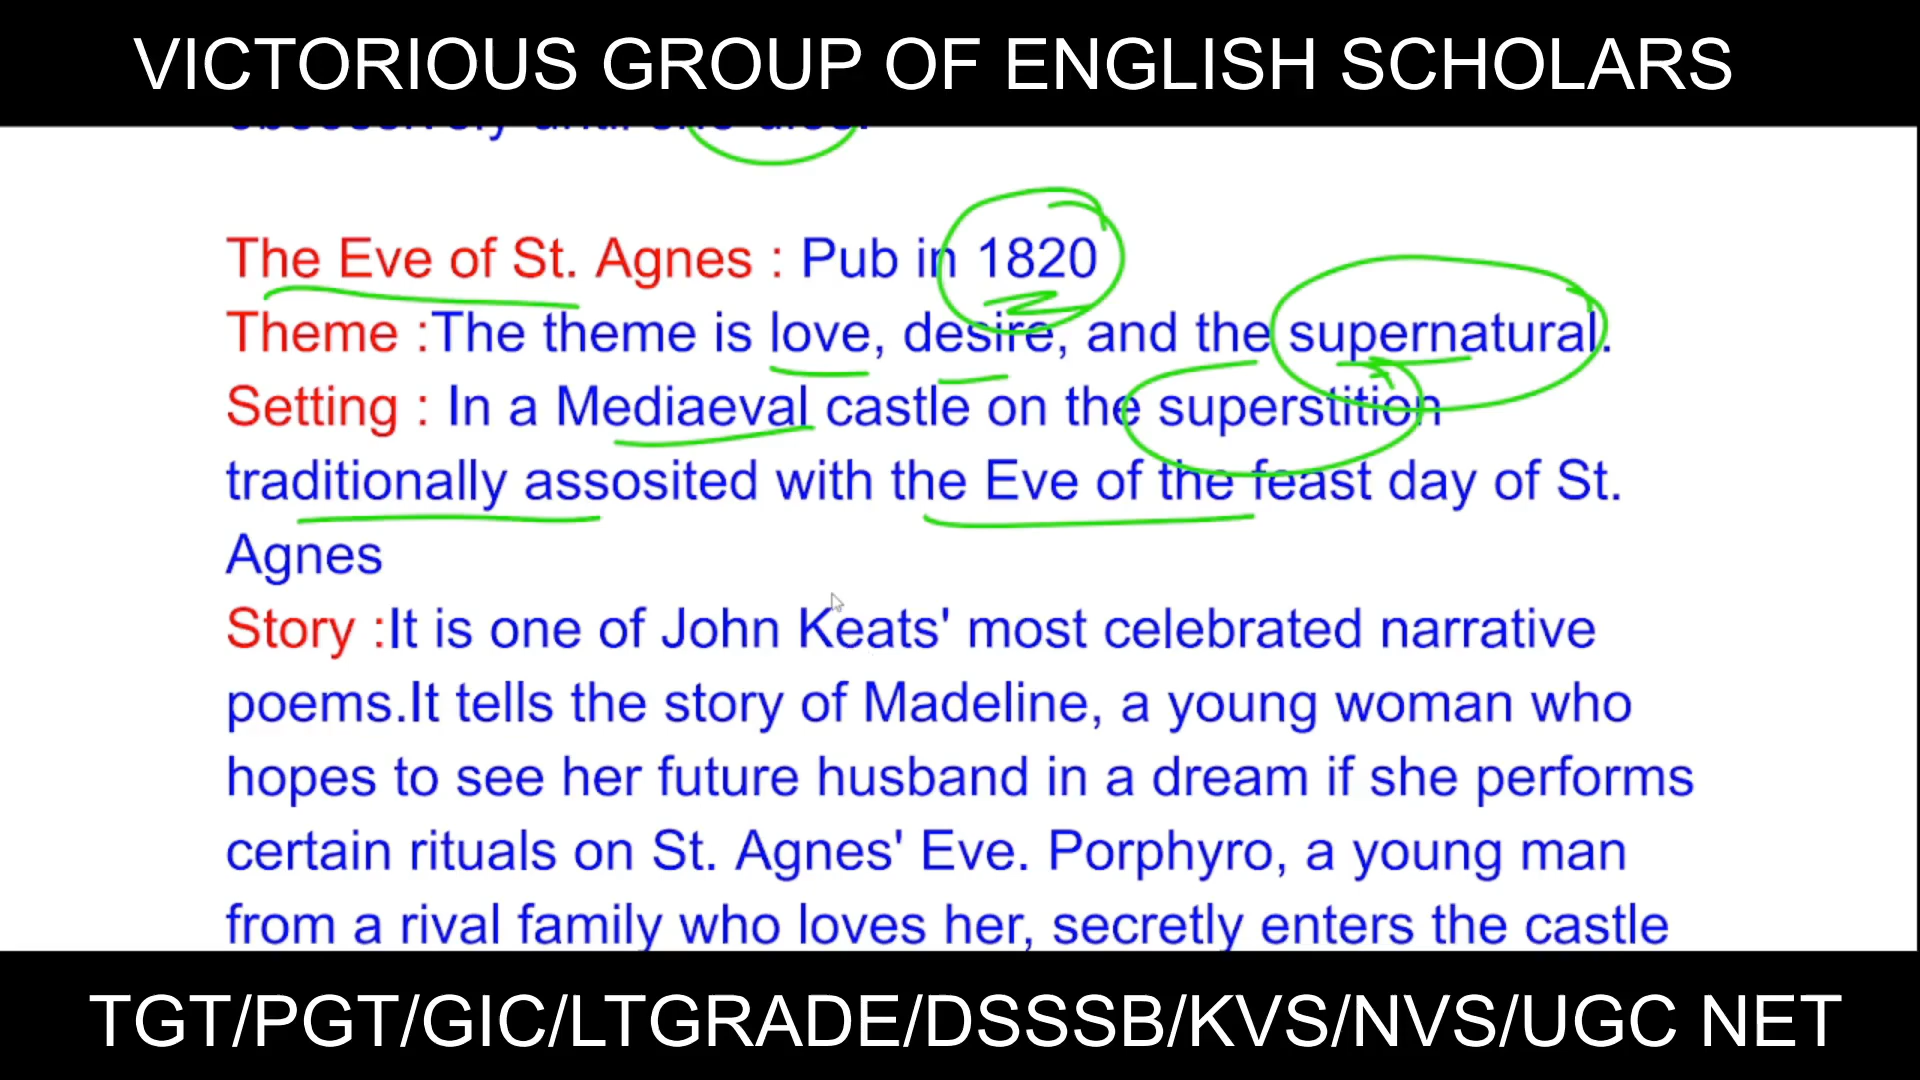 VICTORIOUS GROUP OF ENGLISH SCHOLARS
The Eve of St. Agnes : Pub in 1820
Theme :The theme is love, desire, and the supernatural.
Setting : In a Mediaeval castle on the superstition
traditionally assosited with the Eve of the feast day of St.
Agnes
Story :It is one of John Keats' most celebrated narrative
poems.It tells the story of Madeline, a young woman who
hopes to see her future husband in a dream if she performs
certain rituals on St. Agnes' Eve. Porphyro, a young man
from a rival family who loves her, secretly enters the castle
TGT/PGT/GIC/LTGRADE/DSSSB/KVS/NVS/UGC NET